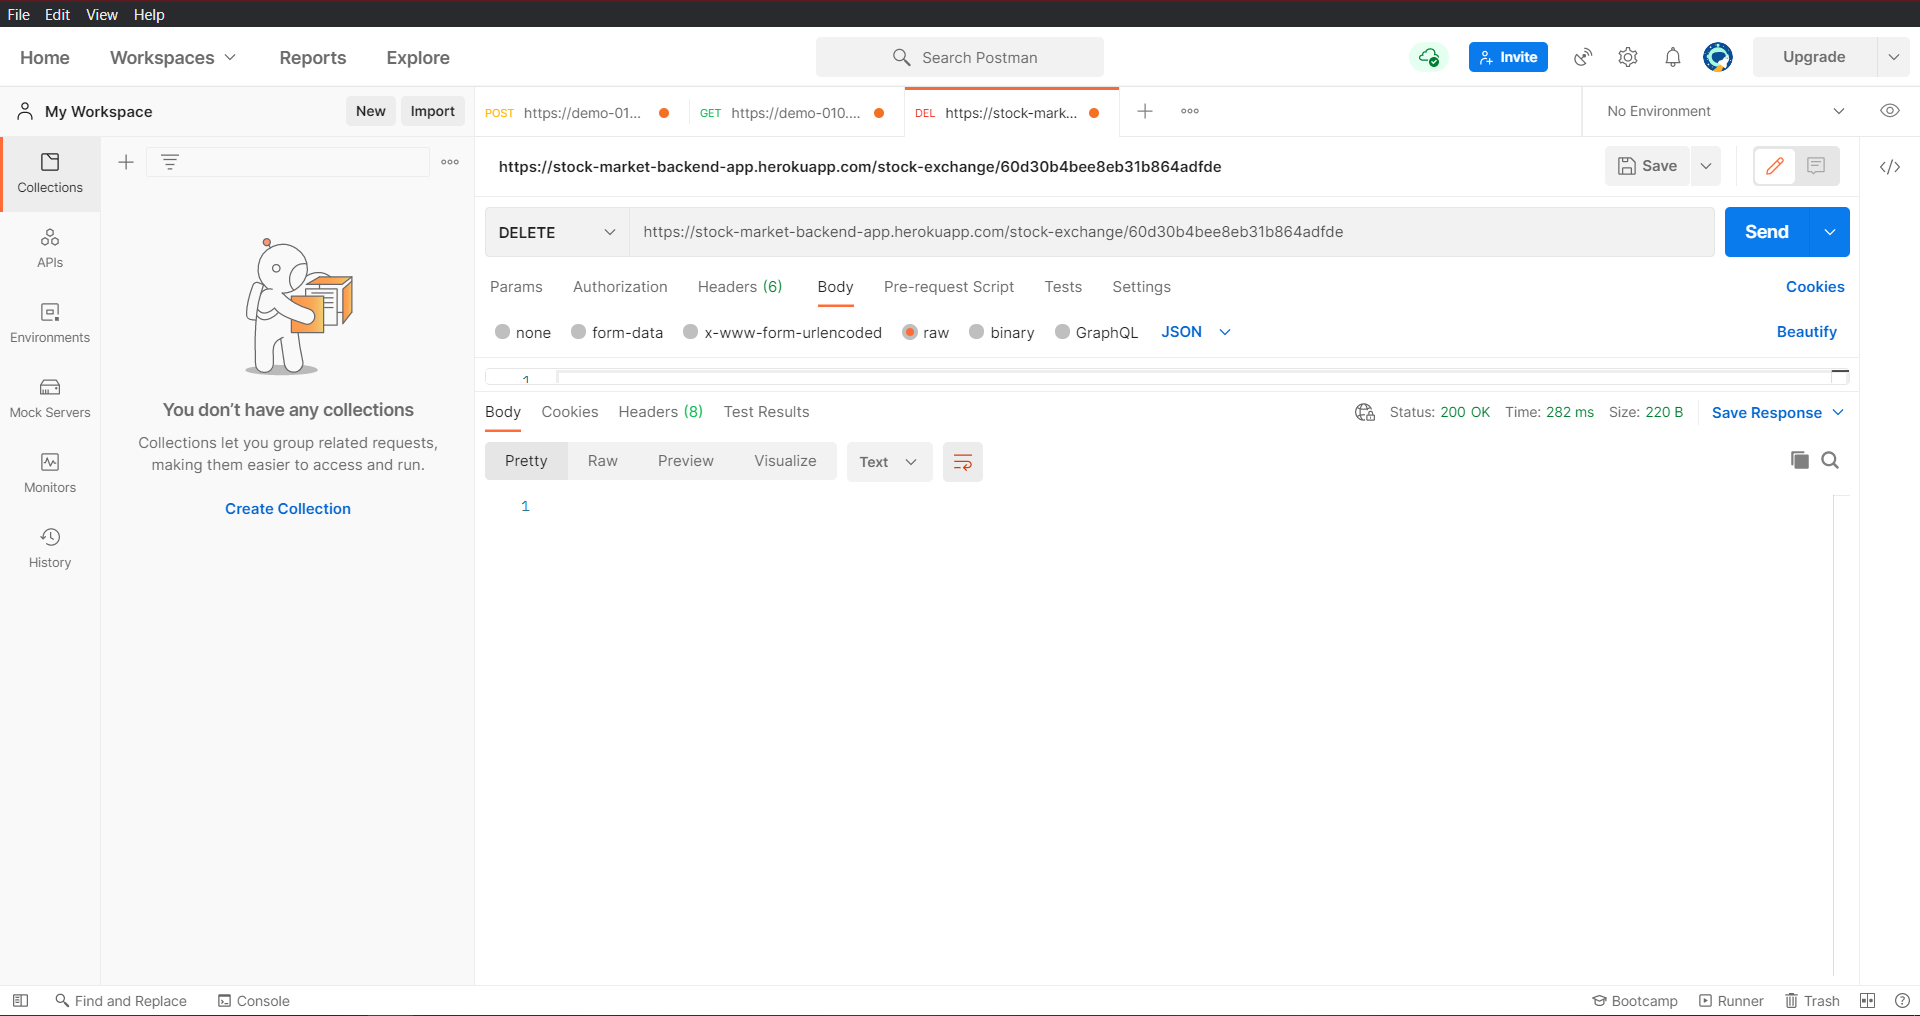 File Edit View Help
Home Workspaces Reports Explore Search Postman Invite Upgrade
My Workspace New Import POST https://demo-01... GET https://demo-010.... DEL https://stock-mark... No Environment
Collections
APIs
Environments
Mock Servers
Monitors
History
You don’t have any collections
Collections let you group related requests,
making them easier to access and run.
Create Collection
https://stock-market-backend-app.herokuapp.com/stock-exchange/60d30b4bee8eb31b864adfde Save
DELETE https://stock-market-backend-app.herokuapp.com/stock-exchange/60d30b4bee8eb31b864adfde Send
Params Authorization Headers (6) Body Pre-request Script Tests Settings Cookies
none form-data x-www-form-urlencoded raw binary GraphQL JSON Beautify
1
Body Cookies Headers (8) Test Results Status: 200 OK Time: 282 ms Size: 220 B Save Response
Pretty Raw Preview Visualize Text
1
Find and Replace Console Bootcamp Runner Trash